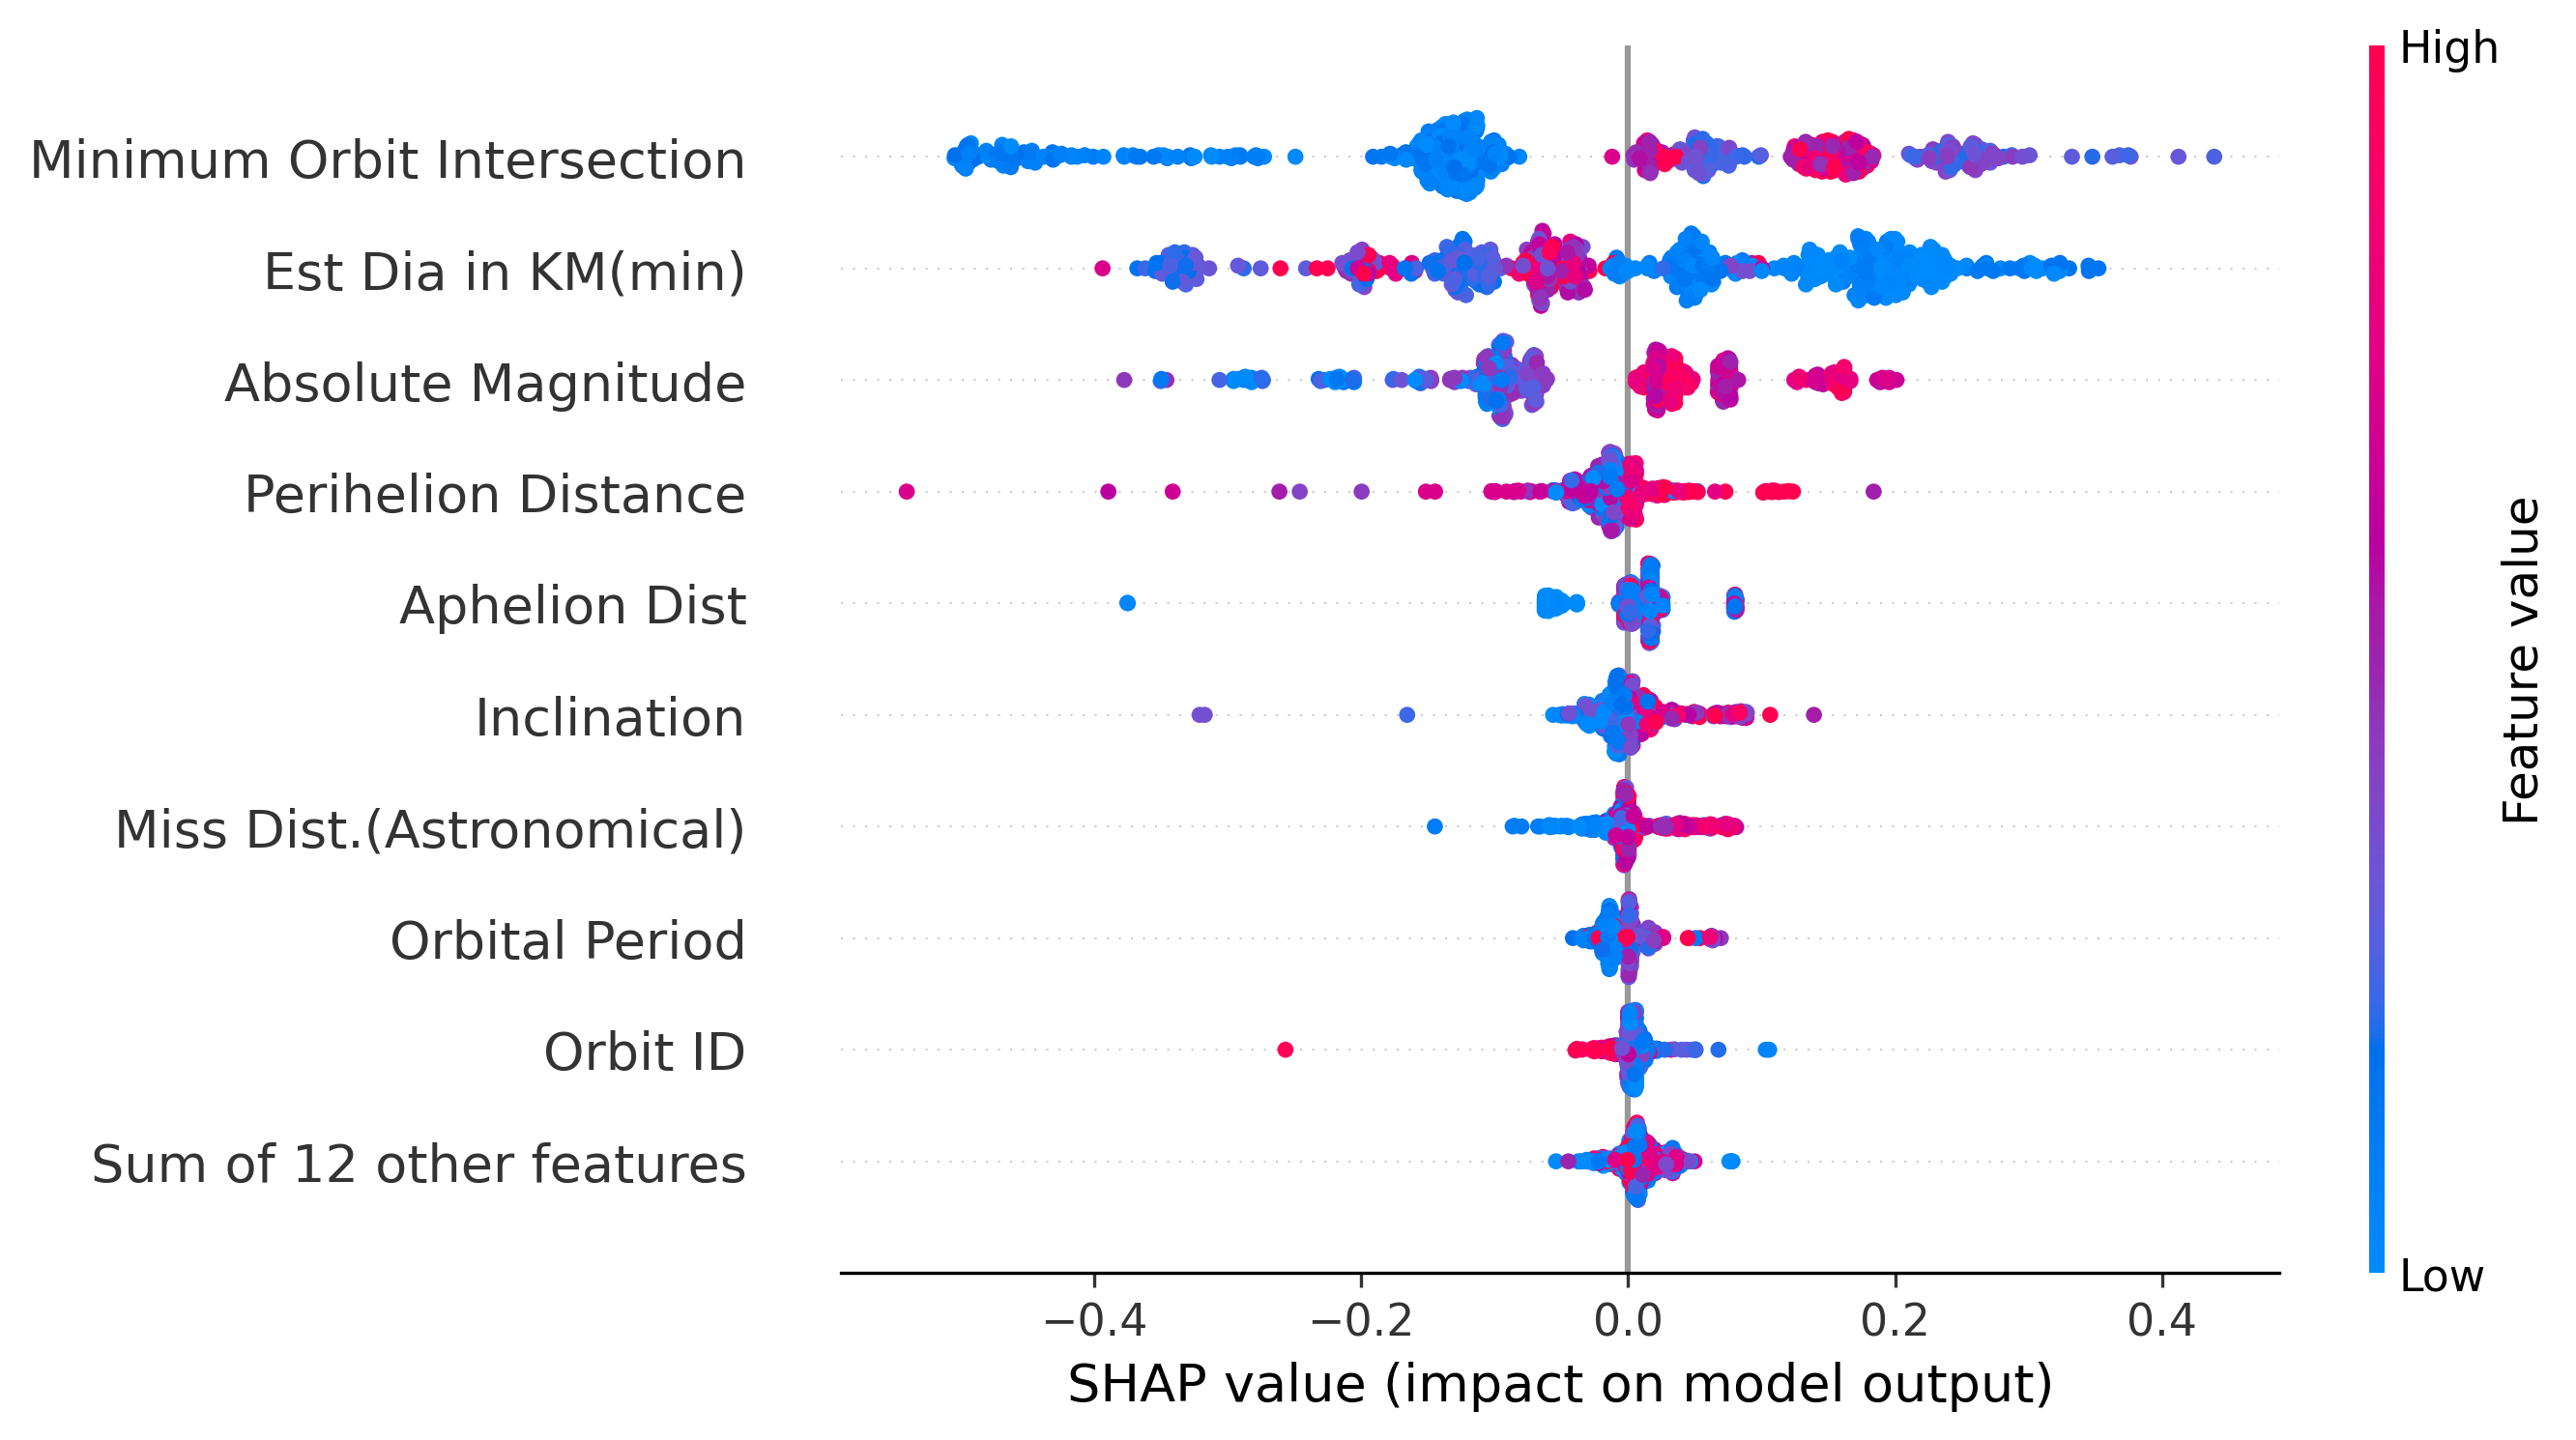 High
Minimum Orbit Intersection
Est Dia in KM(min)
Absolute Magnitude
Perihelion Distance
Aphelion Dist
Inclination
Miss Dist.(Astronomical)
Orbital Period
Orbit ID
Sum of 12 other features
Feature value
Low
−0.4 −0.2 0.0 0.2 0.4
SHAP value (impact on model output)